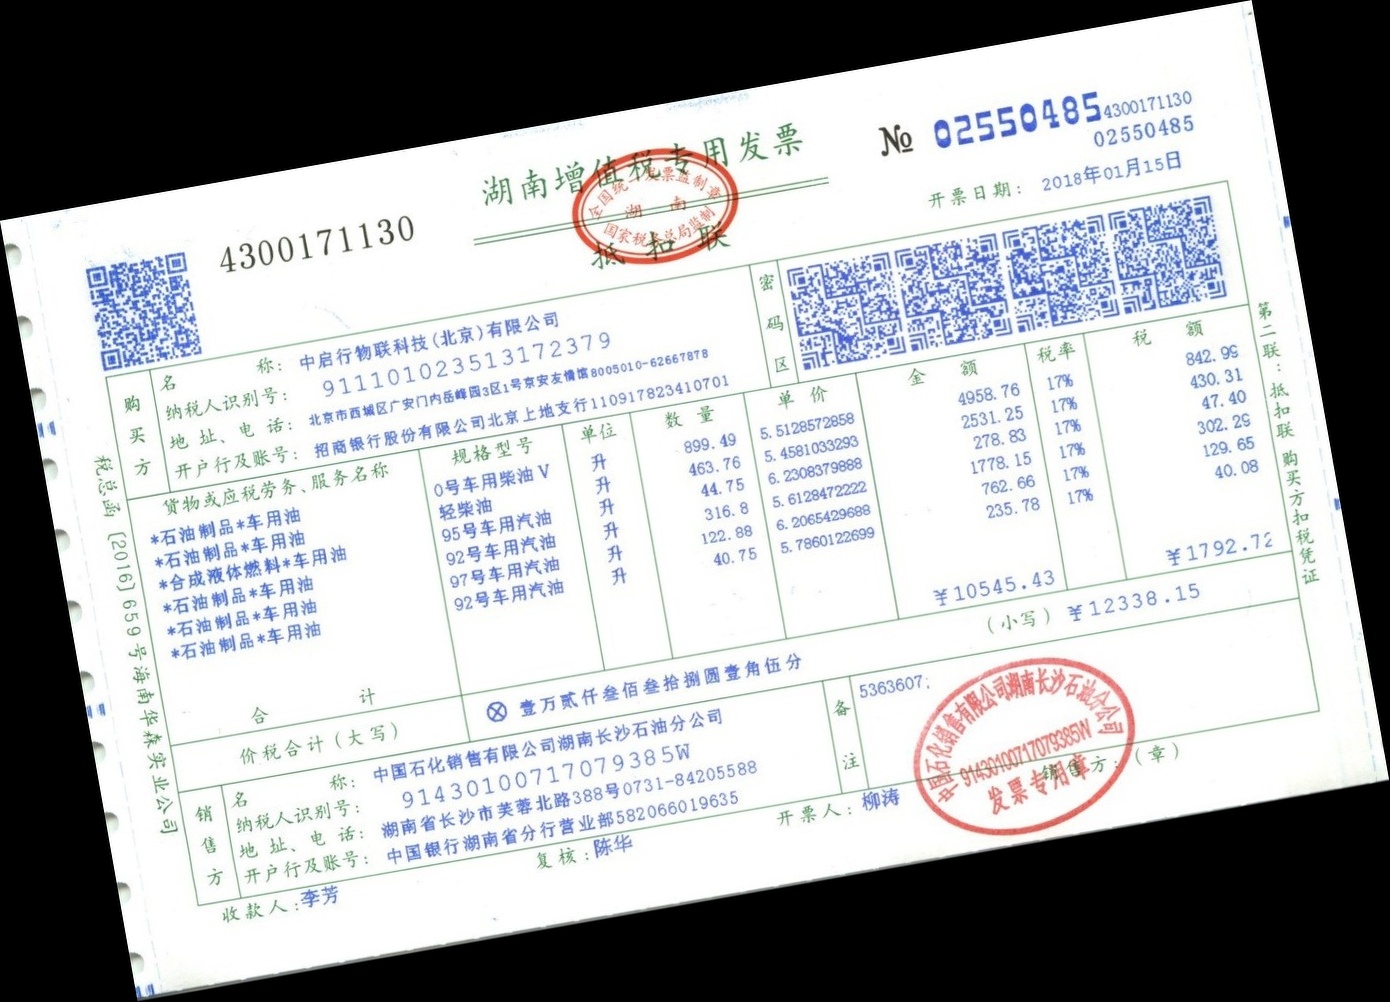 湖南增值税专用发票
抵扣联
全国统一发票监制章
湖南
国家税务总局监制
4300171130
№ 02550485
4300171130
02550485
开票日期: 2018年01月15日
购买方
名称: 中启行物联科技(北京)有限公司
纳税人识别号: 911101023513172379
地址、电话: 北京市西城区广安门内岳峰园3区1号京安友情馆8005010-62667878
开户行及账号: 招商银行股份有限公司北京上地支行110917823410701
密码区
货物或应税劳务、服务名称 规格型号 单位 数量 单价 金额 税率 税额
*石油制品*车用油 0号车用柴油V 升 899.49 5.5128572858 4958.76 17% 842.99
*石油制品*车用油 轻柴油 升 463.76 5.4581033293 2531.25 17% 430.31
*合成液体燃料*车用油 95号车用汽油 升 44.75 6.2308379888 278.83 17% 47.40
*石油制品*车用油 92号车用汽油 升 316.8 5.6128472222 1778.15 17% 302.29
*石油制品*车用油 97号车用汽油 升 122.88 6.2065429688 762.66 17% 129.65
*石油制品*车用油 92号车用汽油 升 40.75 5.7860122699 235.78 17% 40.08
合计 ¥10545.43 ¥1792.72
价税合计(大写) ⊗ 壹万贰仟叁佰叁拾捌圆壹角伍分 (小写) ¥12338.15
销售方
名称: 中国石化销售有限公司湖南长沙石油分公司
纳税人识别号: 91430100717079385W
地址、电话: 湖南省长沙市芙蓉北路388号0731-84205588
开户行及账号: 中国银行湖南省分行营业部582066019635
备注
5363607;
收款人: 李芳 复核: 陈华 开票人: 柳涛 销售方: (章)
中国石化销售有限公司湖南长沙石油分公司
91430100717079385W
发票专用章
税总函[2016]659号海南华森实业公司
第二联: 抵扣联 购买方扣税凭证